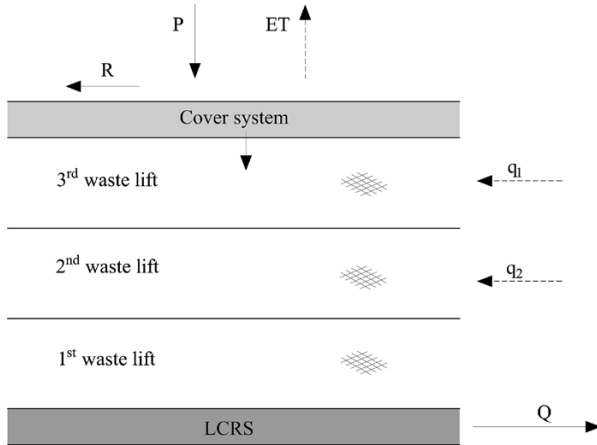 P
ET
R
Cover system
3rd waste lift
q1
2nd waste lift
q2
1st waste lift
Q
LCRS